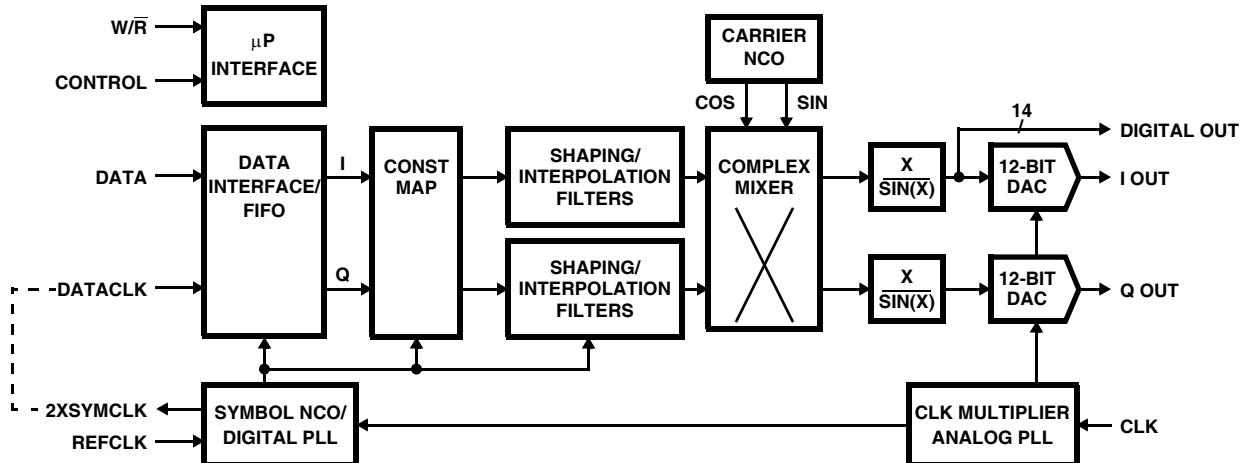 W/R̅
CONTROL
µP
INTERFACE
CARRIER
NCO
COS
SIN
14
DIGITAL OUT
DATA
DATA
INTERFACE/
FIFO
I
CONST
MAP
SHAPING/
INTERPOLATION
FILTERS
COMPLEX
MIXER
X
SIN(X)
12-BIT
DAC
I OUT
DATACLK
Q
SHAPING/
INTERPOLATION
FILTERS
X
SIN(X)
12-BIT
DAC
Q OUT
2XSYMCLK
REFCLK
SYMBOL NCO/
DIGITAL PLL
CLK MULTIPLIER
ANALOG PLL
CLK